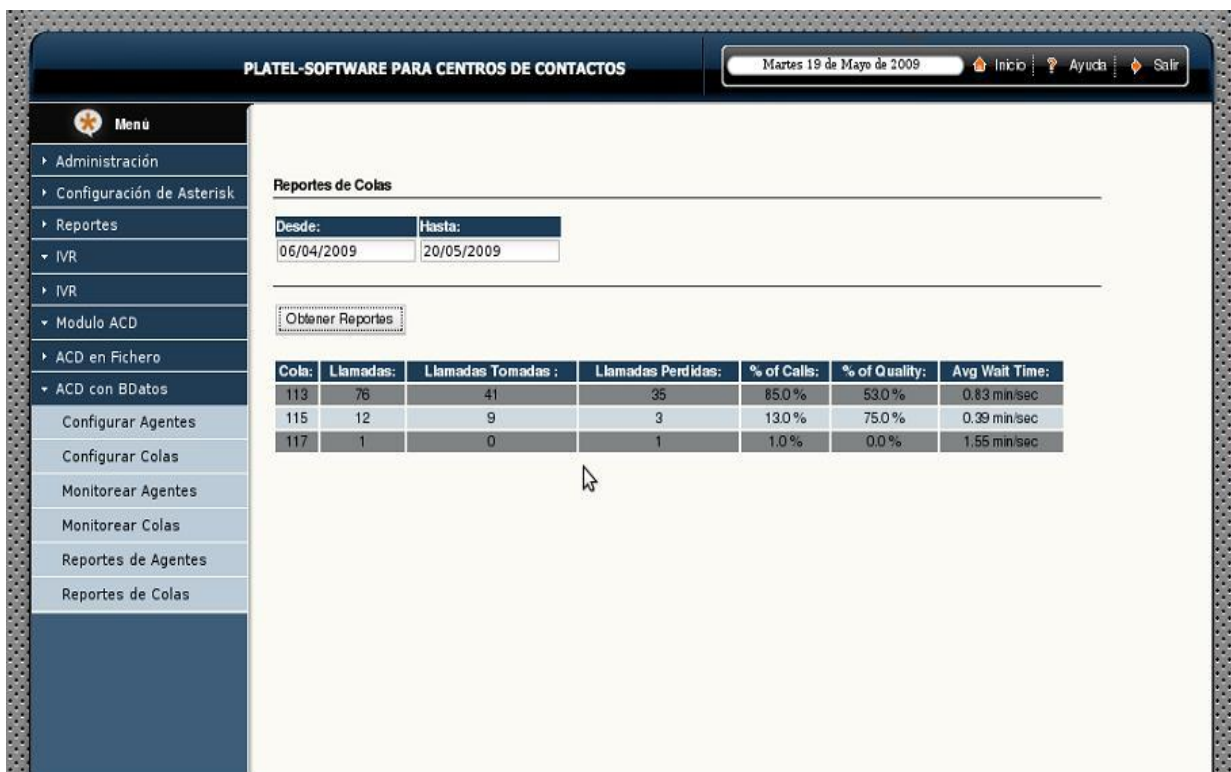 PLATEL-SOFTWARE PARA CENTROS DE CONTACTOS
Martes 19 de Mayo de 2009
Inicio ? Ayuda Salir
Menú
Administración
Configuración de Asterisk
Reportes
IVR
IVR
Modulo ACD
ACD en Fichero
ACD con BDatos
Configurar Agentes
Configurar Colas
Monitorear Agentes
Monitorear Colas
Reportes de Agentes
Reportes de Colas
Reportes de Colas
Desde: Hasta:
06/04/2009 20/05/2009
Obtener Reportes
Cola: Llamadas: Llamadas Tomadas : Llamadas Perdidas: % of Calls: % of Quality: Avg Wait Time:
113 76 41 35 85.0 % 53.0 % 0.83 min/sec
115 12 9 3 13.0 % 75.0 % 0.39 min/sec
117 1 0 1 1.0 % 0.0 % 1.55 min/sec